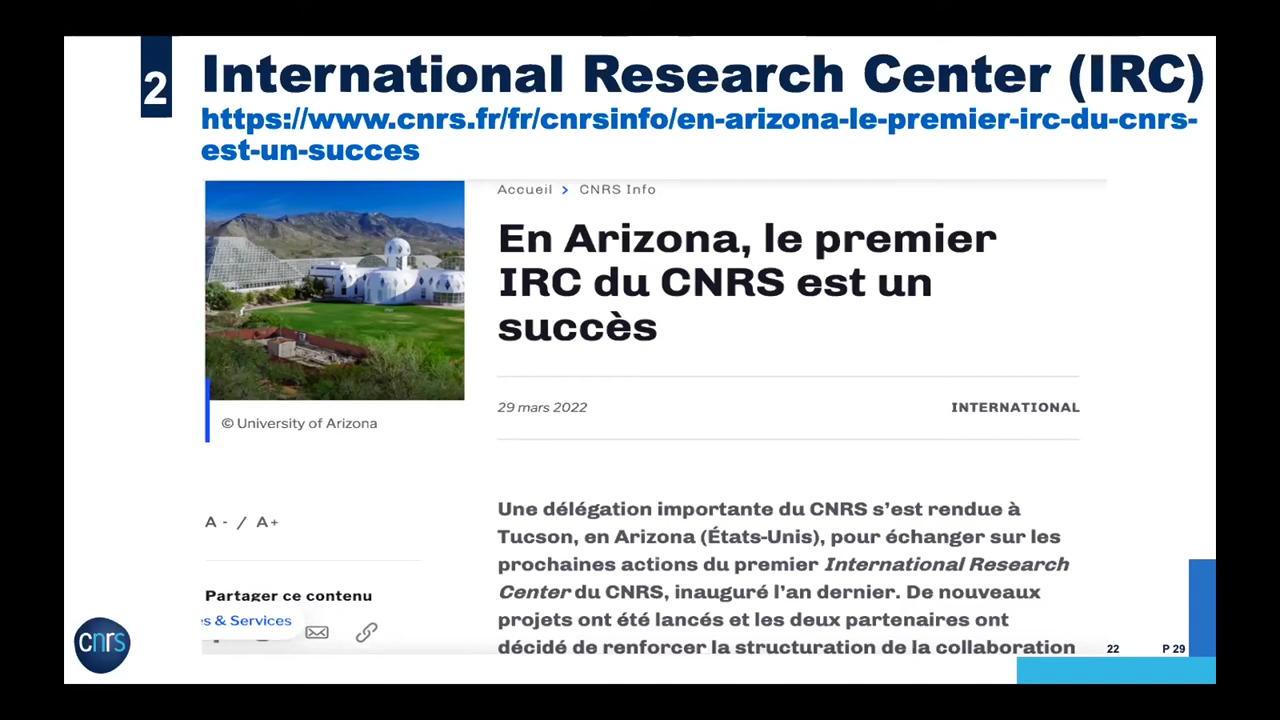 2
International Research Center (IRC)
https://www.cnrs.fr/fr/cnrsinfo/en-arizona-le-premier-irc-du-cnrs-
est-un-succes
Accueil > CNRS Info
En Arizona, le premier
IRC du CNRS est un
succès
29 mars 2022
INTERNATIONAL
© University of Arizona
A - / A+
Partager ce contenu
s & Services
Une délégation importante du CNRS s’est rendue à
Tucson, en Arizona (États-Unis), pour échanger sur les
prochaines actions du premier International Research
Center du CNRS, inauguré l’an dernier. De nouveaux
projets ont été lancés et les deux partenaires ont
décidé de renforcer la structuration de la collaboration
cnrs
22
P 29